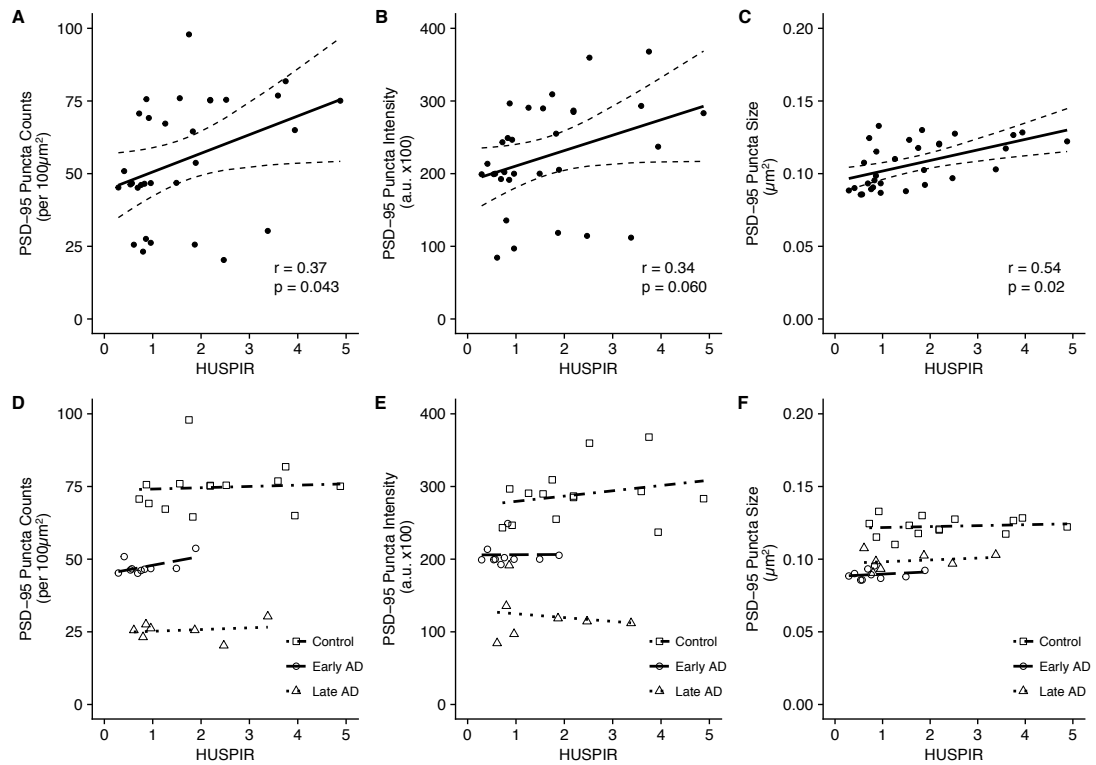 A
100
75
50
25
0
PSD−95 Puncta Counts
(per 100µm²)
0 1 2 3 4 5
HUSPIR
r = 0.37
p = 0.043
B
400
300
200
100
0
PSD−95 Puncta Intensity
(a.u. x100)
0 1 2 3 4 5
HUSPIR
r = 0.34
p = 0.060
C
0.20
0.15
0.10
0.05
0.00
PSD−95 Puncta Size
(µm²)
0 1 2 3 4 5
HUSPIR
r = 0.54
p = 0.02
D
100
75
50
25
0
PSD−95 Puncta Counts
(per 100µm²)
0 1 2 3 4 5
HUSPIR
Control
Early AD
Late AD
E
400
300
200
100
0
PSD−95 Puncta Intensity
(a.u. x100)
0 1 2 3 4 5
HUSPIR
Control
Early AD
Late AD
F
0.20
0.15
0.10
0.05
0.00
PSD−95 Puncta Size
(µm²)
0 1 2 3 4 5
HUSPIR
Control
Early AD
Late AD